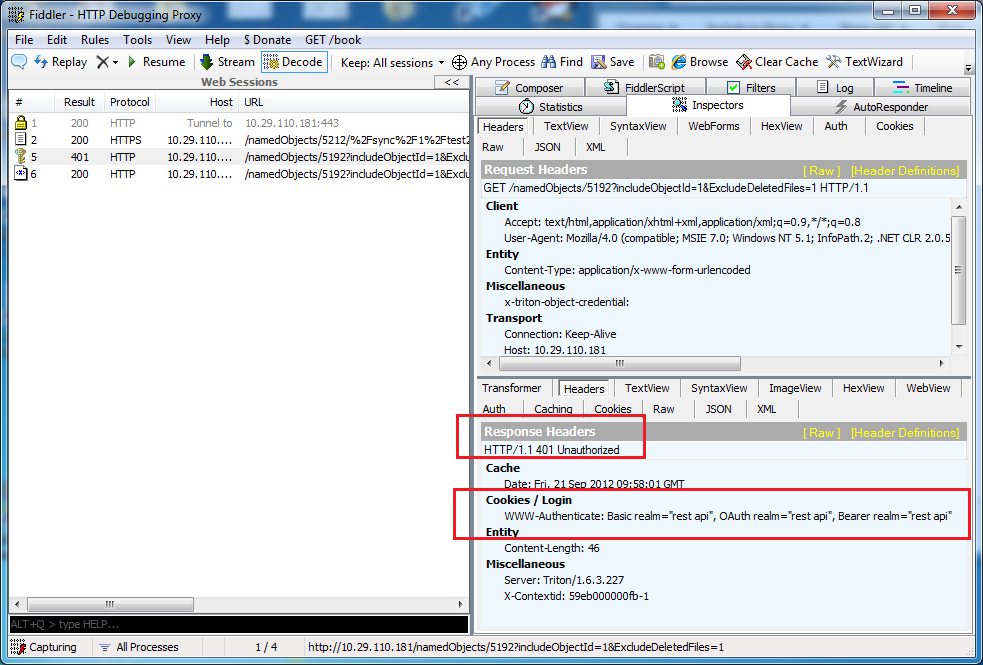 Fiddler - HTTP Debugging Proxy
File Edit Rules Tools View Help $ Donate GET /book
Replay Resume Stream Decode Keep: All sessions Any Process Find Save Browse Clear Cache TextWizard
Web Sessions <<
# Result Protocol Host URL
1 200 HTTP Tunnel to 10.29.110.181:443
2 200 HTTPS 10.29.110.... /namedObjects/5212/%2Fsync%2F1%2Ftest2
5 401 HTTP 10.29.110.... /namedObjects/5192?includeObjectId=1&Exclu
6 200 HTTP 10.29.110.... /namedObjects/5192?includeObjectId=1&Exclu
Composer FiddlerScript Filters Log Timeline
Statistics Inspectors AutoResponder
Headers TextView SyntaxView WebForms HexView Auth Cookies
Raw JSON XML
Request Headers [ Raw ] [Header Definitions]
GET /namedObjects/5192?includeObjectId=1&ExcludeDeletedFiles=1 HTTP/1.1
Client
Accept: text/html,application/xhtml+xml,application/xml;q=0.9,*/*;q=0.8
User-Agent: Mozilla/4.0 (compatible; MSIE 7.0; Windows NT 5.1; InfoPath.2; .NET CLR 2.0.5
Entity
Content-Type: application/x-www-form-urlencoded
Miscellaneous
x-triton-object-credential:
Transport
Connection: Keep-Alive
Host: 10.29.110.181
Transformer Headers TextView SyntaxView ImageView HexView WebView
Auth Caching Cookies Raw JSON XML
Response Headers [ Raw ] [Header Definitions]
HTTP/1.1 401 Unauthorized
Cache
Date: Fri, 21 Sep 2012 09:58:01 GMT
Cookies / Login
WWW-Authenticate: Basic realm="rest api", OAuth realm="rest api", Bearer realm="rest api"
Entity
Content-Length: 46
Miscellaneous
Server: Triton/1.6.3.227
X-Contextid: 59eb000000fb-1
ALT+Q > type HELP...
Capturing All Processes 1 / 4 http://10.29.110.181/namedObjects/5192?includeObjectId=1&ExcludeDeletedFiles=1